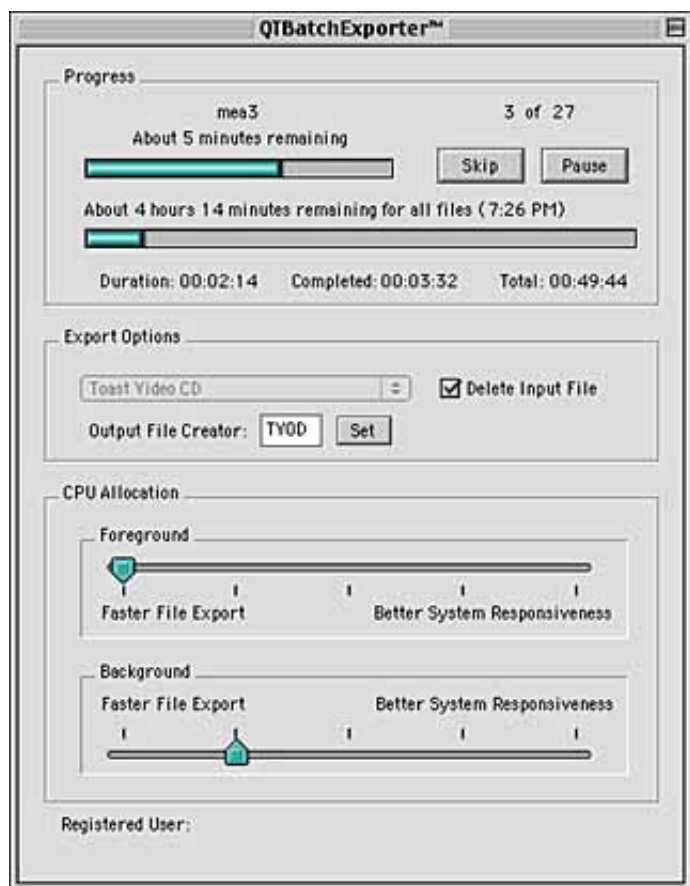 QTBatchExporter™
Progress
mea3
3 of 27
About 5 minutes remaining
Skip
Pause
About 4 hours 14 minutes remaining for all files (7:26 PM)
Duration: 00:02:14 Completed: 00:03:32 Total: 00:49:44
Export Options
Toast Video CD
Delete Input File
Output File Creator: TVOD Set
CPU Allocation
Foreground
Faster File Export Better System Responsiveness
Background
Faster File Export Better System Responsiveness
Registered User: